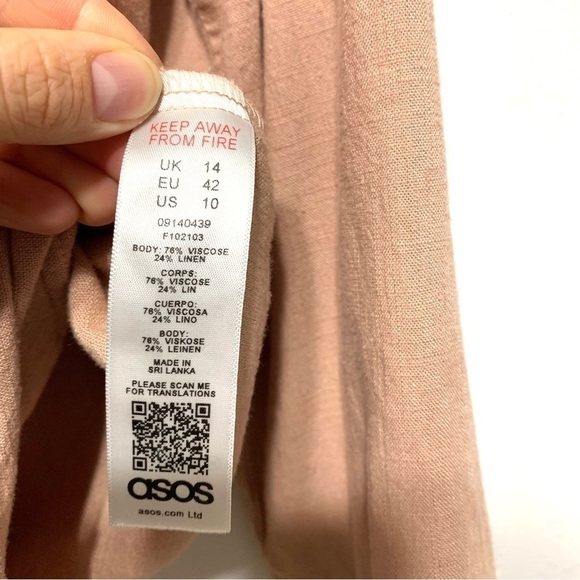 KEEP AWAY
FROM FIRE
UK 14
EU 42
US 10
09140439
F102103
BODY: 76% VISCOSE
24% LINEN
CORPS:
76% VISCOSE
24% LIN
CUERPO:
76% VISCOSA
24% LINO
BODY:
76% VISKOSE
24% LEINEN
MADE IN
SRI LANKA
PLEASE SCAN ME
FOR TRANSLATIONS
asos
asos.com Ltd